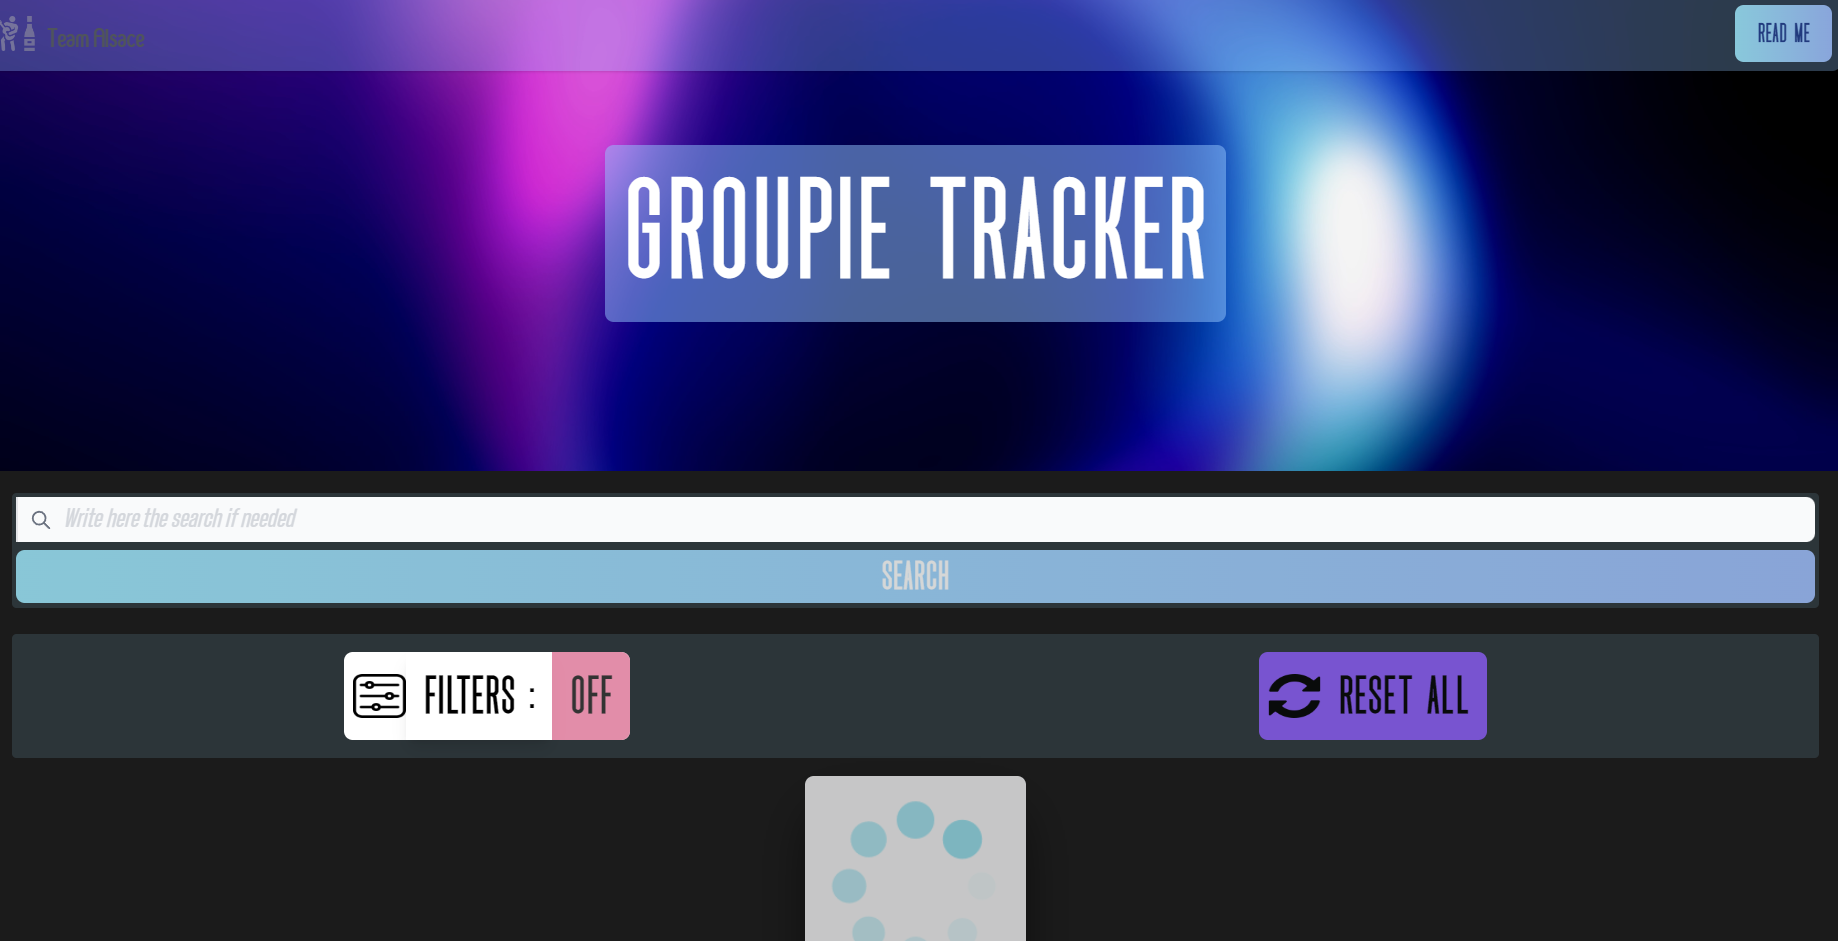 Team Alsace
READ ME
GROUPIE TRACKER
Write here the search if needed
SEARCH
FILTERS : OFF
RESET ALL